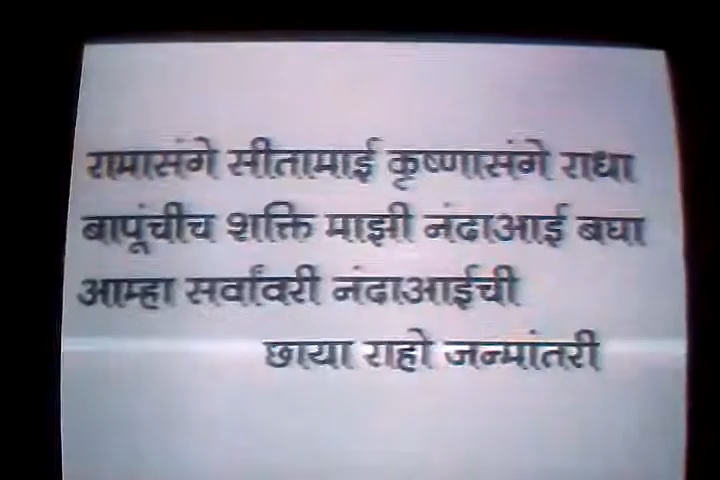 रामासंगे सीतामाई कृष्णासंगे राधा
बापूंचीच शक्ति माझी नंदाआई बघा
आम्हा सर्वांवरी नंदाआईची
छाया राहो जन्मांतरी